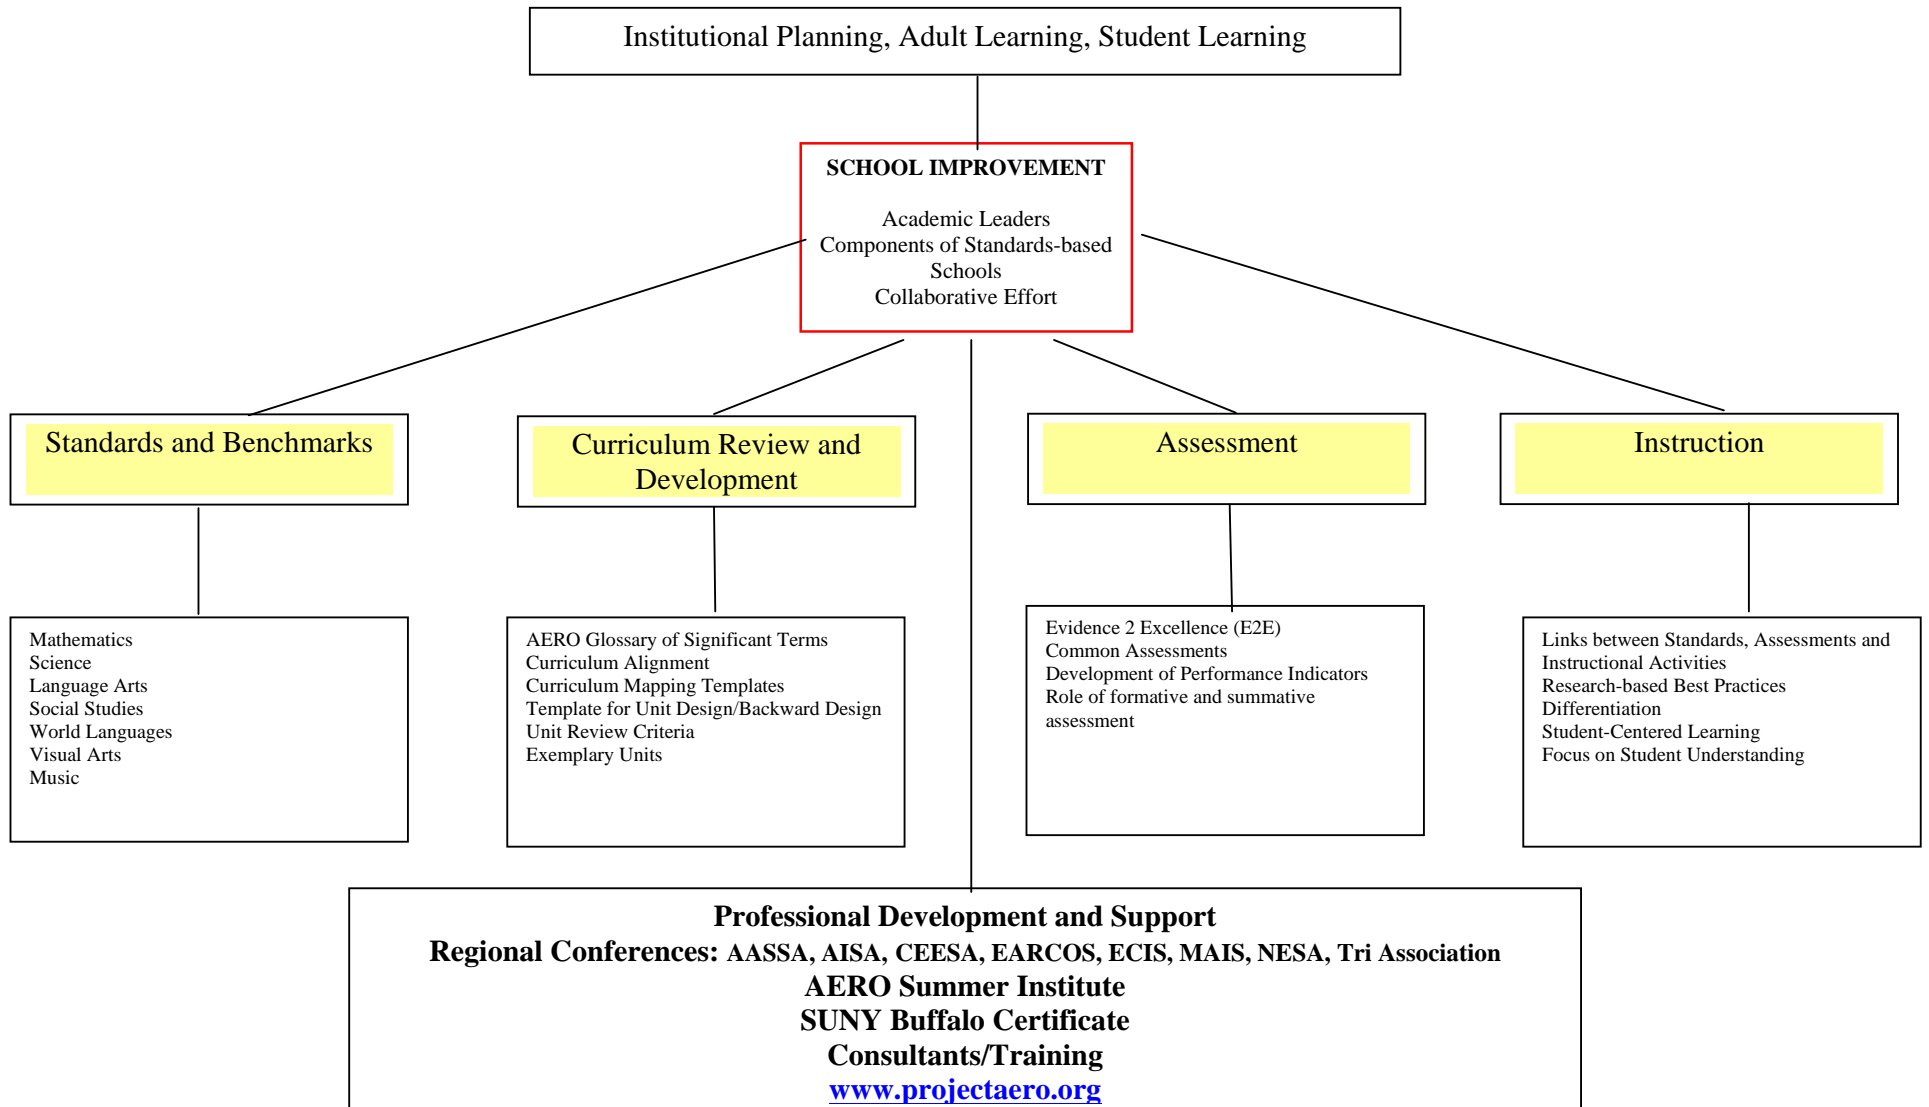 Institutional Planning, Adult Learning, Student Learning
SCHOOL IMPROVEMENT
Academic Leaders
Components of Standards-based
Schools
Collaborative Effort
Standards and Benchmarks
Curriculum Review and
Development
Assessment
Instruction
Mathematics
Science
Language Arts
Social Studies
World Languages
Visual Arts
Music
AERO Glossary of Significant Terms
Curriculum Alignment
Curriculum Mapping Templates
Template for Unit Design/Backward Design
Unit Review Criteria
Exemplary Units
Evidence 2 Excellence (E2E)
Common Assessments
Development of Performance Indicators
Role of formative and summative
assessment
Links between Standards, Assessments and
Instructional Activities
Research-based Best Practices
Differentiation
Student-Centered Learning
Focus on Student Understanding
Professional Development and Support
Regional Conferences: AASSA, AISA, CEESA, EARCOS, ECIS, MAIS, NESA, Tri Association
AERO Summer Institute
SUNY Buffalo Certificate
Consultants/Training
www.projectaero.org